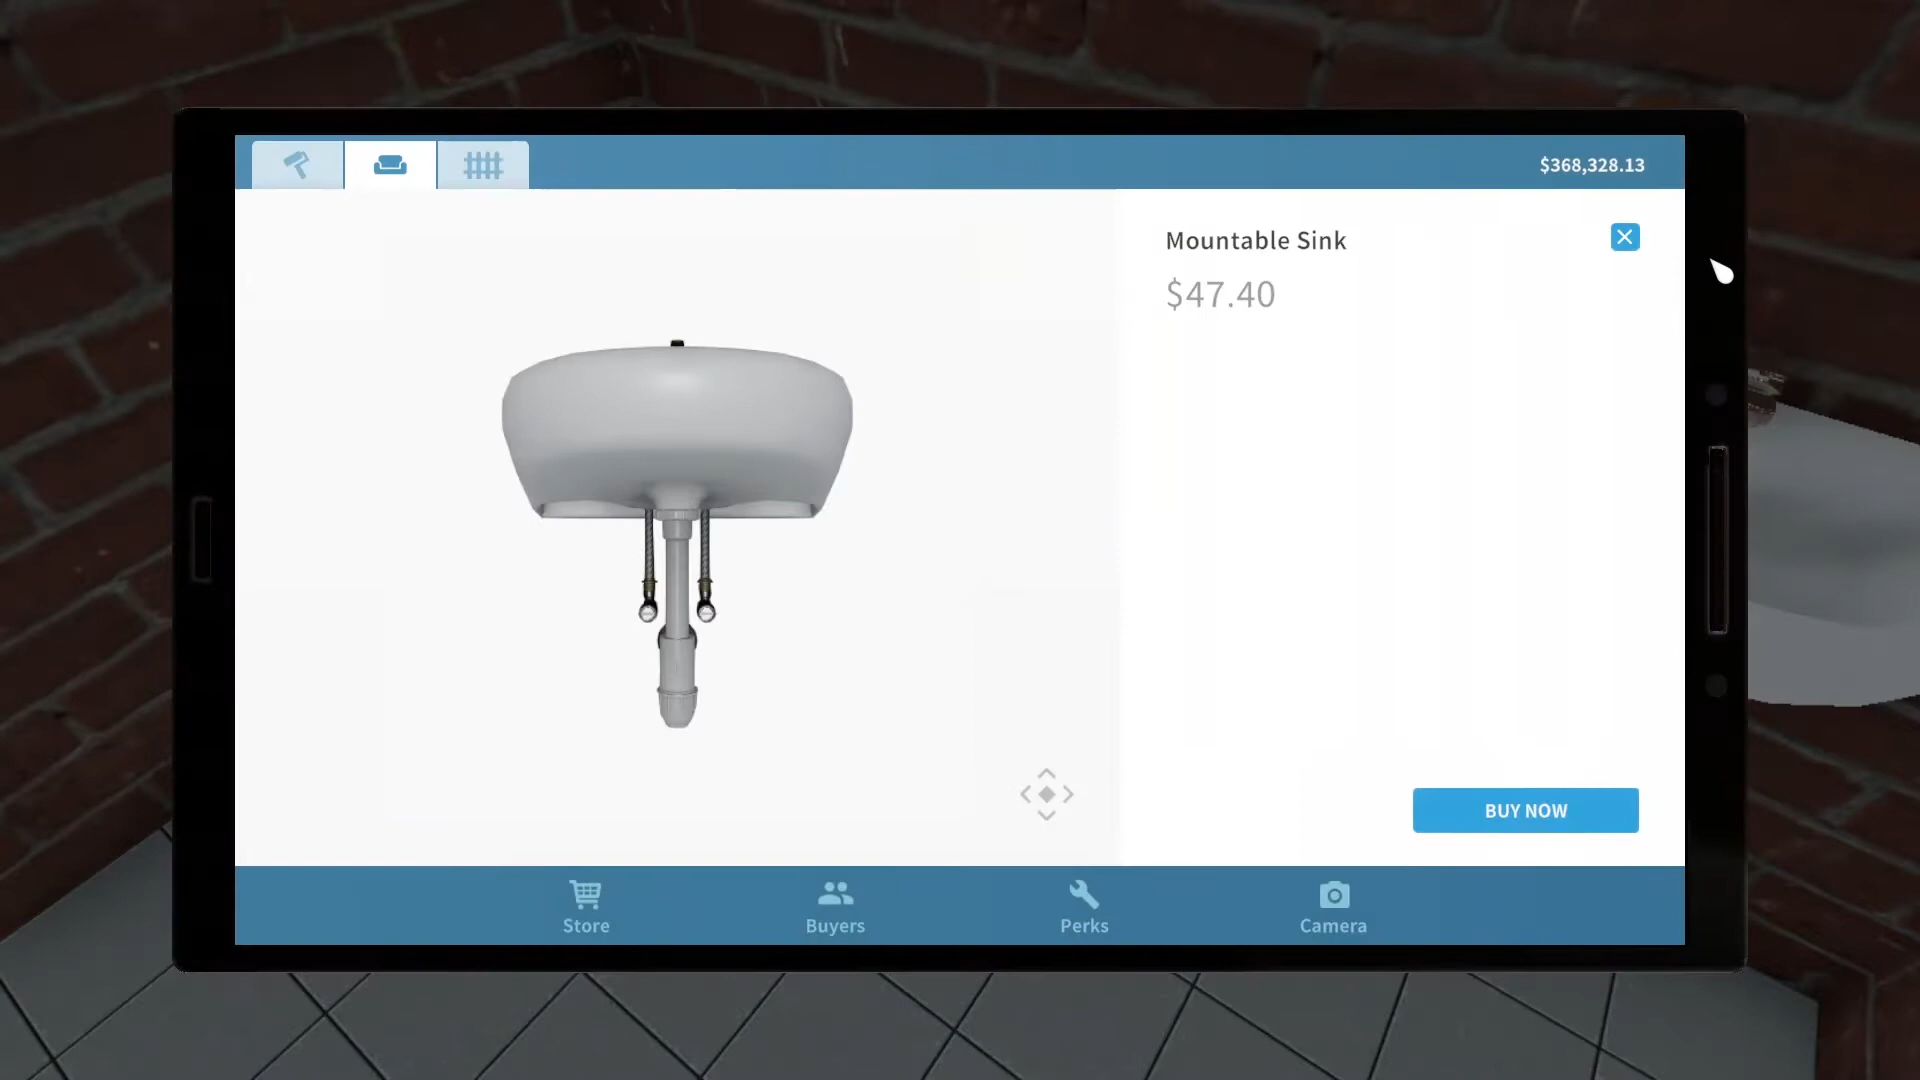 $368,328.13
Mountable Sink
$47.40
BUY NOW
Store
Buyers
Perks
Camera